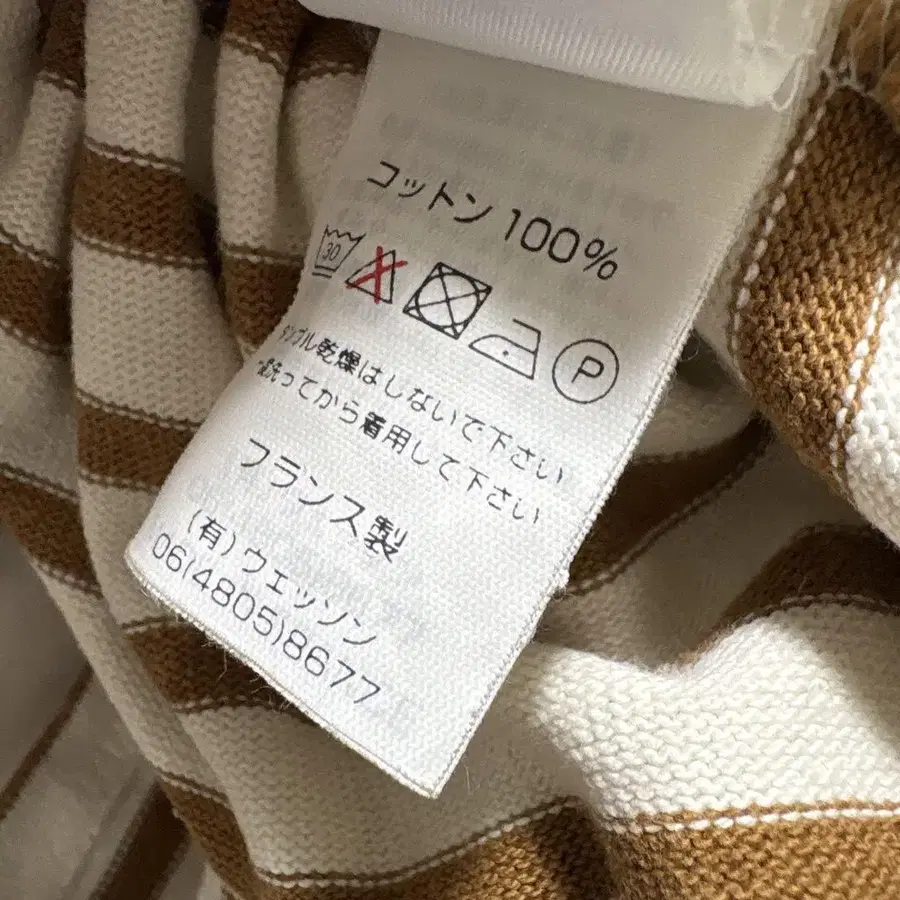 コットン 100%
30
P
タンブル乾燥はしないで下さい
一度洗ってから着用して下さい
フランス製
(有)ウェッソン
06(4805)8677